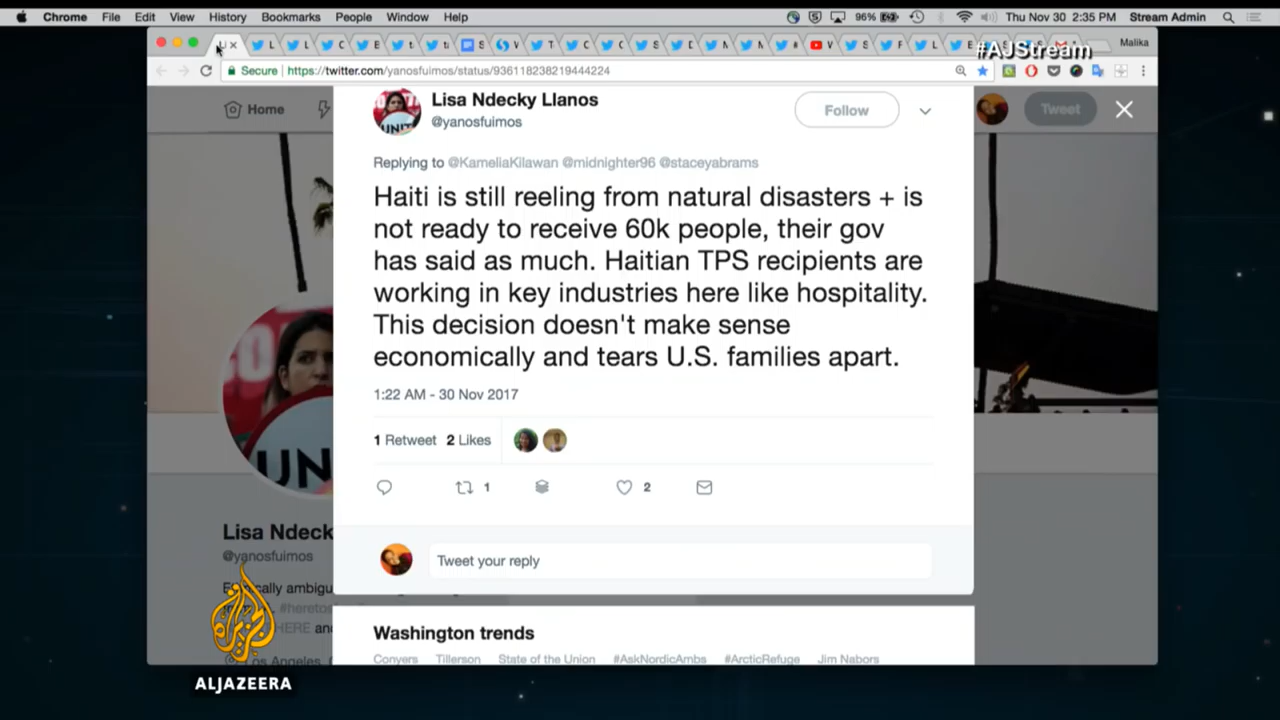 Chrome File Edit View History Bookmarks People Window Help 96% Thu Nov 30 2:35 PM Stream Admin
Malika
#AJStream
Secure https://twitter.com/yanosfuimos/status/936118238219444224
Home
Lisa Ndecky Llanos
@yanosfuimos
Follow
Tweet
Replying to @KameliaKilawan @midnighter96 @staceyabrams
Haiti is still reeling from natural disasters + is
not ready to receive 60k people, their gov
has said as much. Haitian TPS recipients are
working in key industries here like hospitality.
This decision doesn't make sense
economically and tears U.S. families apart.
1:22 AM - 30 Nov 2017
1 Retweet 2 Likes
1 2
Tweet your reply
Lisa Ndeck
@yanosfuimos
#heretos
HERE and
Los Angeles,
Washington trends
Conyers Tillerson State of the Union #AskNordicAmbs #ArcticRefuge Jim Nabors
ALJAZEERA